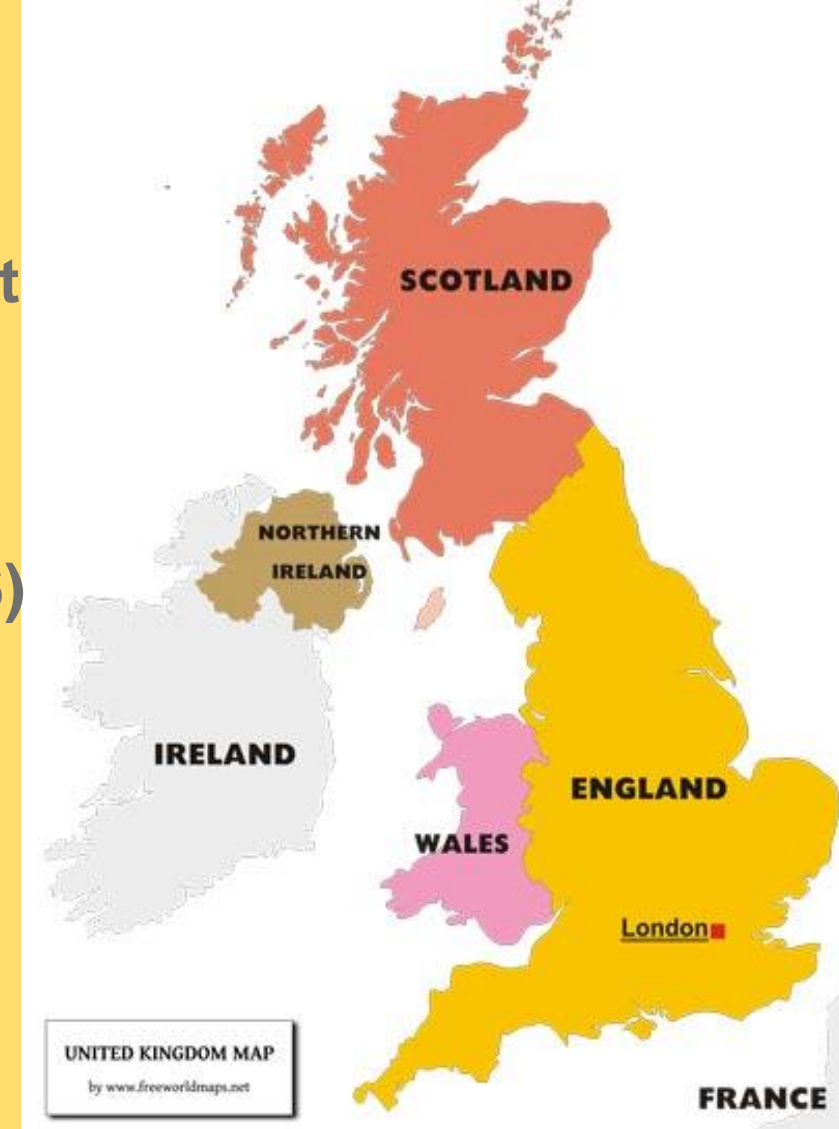 t
SCOTLAND
NORTHERN
IRELAND
)
IRELAND
ENGLAND
WALES
London
UNITED KINGDOM MAP
by www.freeworldmaps.net
FRANCE